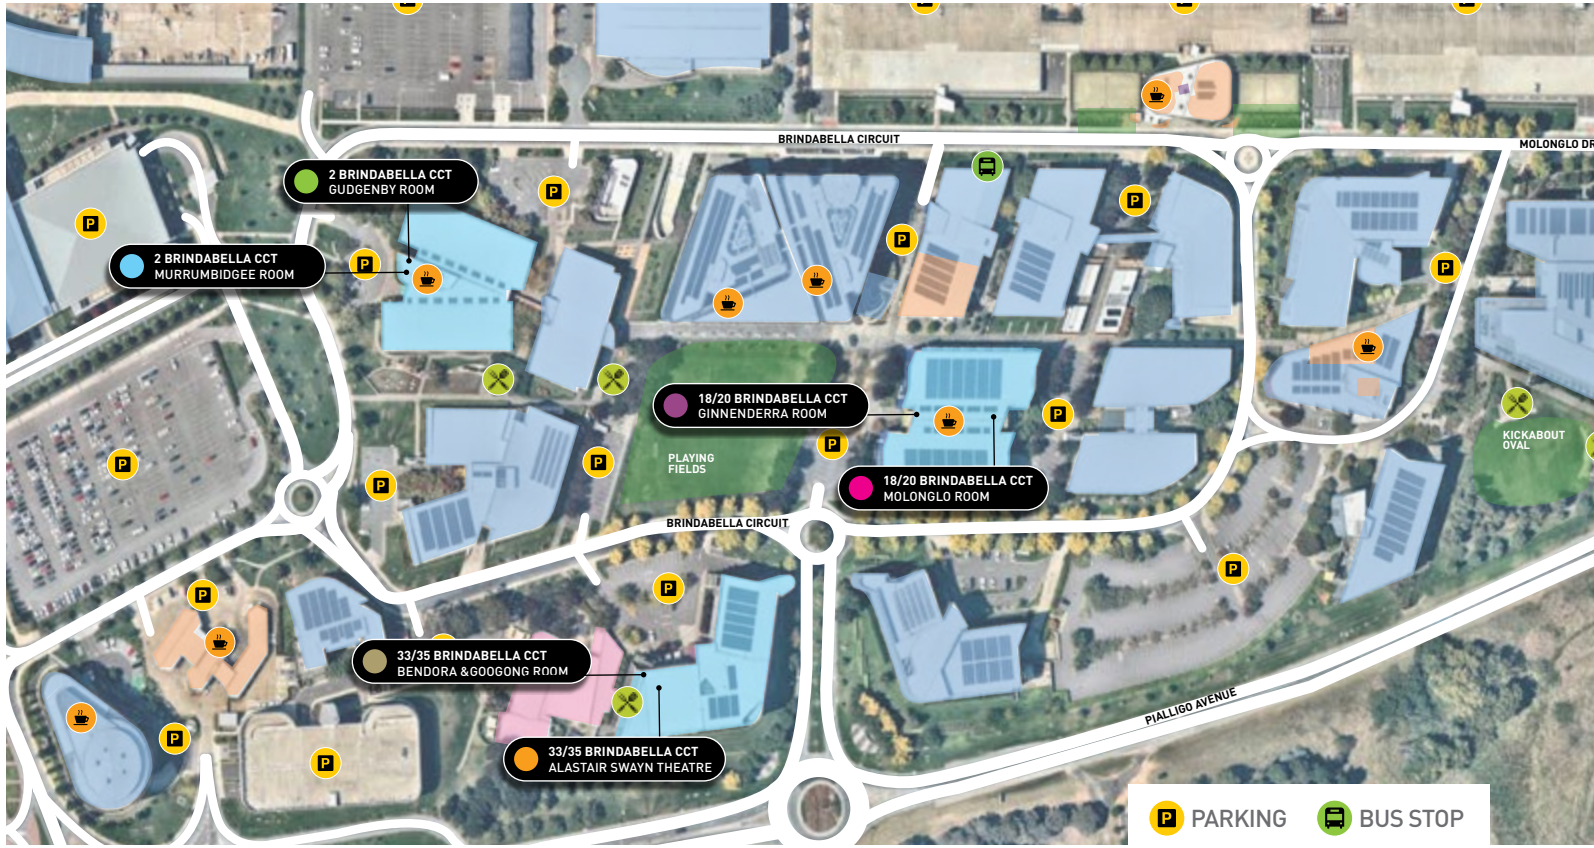 BRINDABELLA CIRCUIT
MOLONGLO DR
2 BRINDABELLA CCT
GUDGENBY ROOM
2 BRINDABELLA CCT
MURRUMBIDGEE ROOM
18/20 BRINDABELLA CCT
GINNENDERRA ROOM
PLAYING
FIELDS
KICKABOUT
OVAL
18/20 BRINDABELLA CCT
MOLONGLO ROOM
BRINDABELLA CIRCUIT
33/35 BRINDABELLA CCT
BENDORA &GOOGONG ROOM
PIALLIGO AVENUE
33/35 BRINDABELLA CCT
ALASTAIR SWAYN THEATRE
P PARKING
BUS STOP